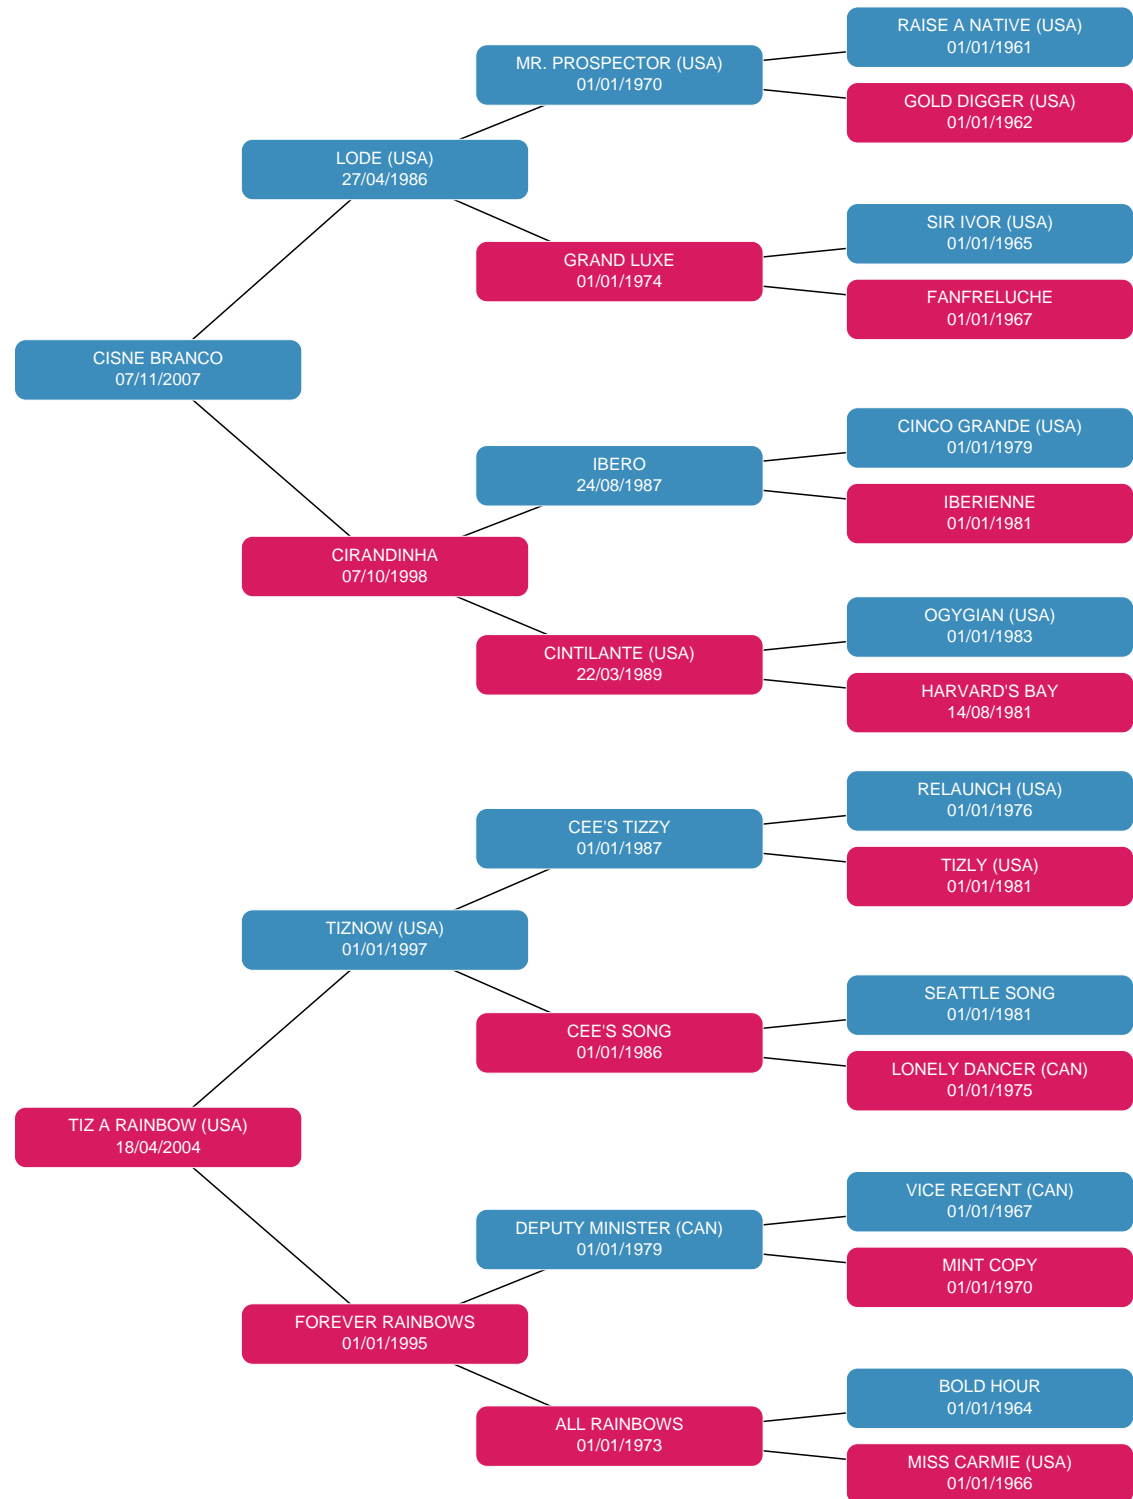 RAISE A NATIVE (USA)
01/01/1961
MR. PROSPECTOR (USA)
01/01/1970
GOLD DIGGER (USA)
01/01/1962
LODE (USA)
27/04/1986
SIR IVOR (USA)
01/01/1965
GRAND LUXE
01/01/1974
FANFRELUCHE
01/01/1967
CISNE BRANCO
07/11/2007
CINCO GRANDE (USA)
01/01/1979
IBERO
24/08/1987
IBERIENNE
01/01/1981
CIRANDINHA
07/10/1998
OGYGIAN (USA)
01/01/1983
CINTILANTE (USA)
22/03/1989
HARVARD'S BAY
14/08/1981
RELAUNCH (USA)
01/01/1976
CEE'S TIZZY
01/01/1987
TIZLY (USA)
01/01/1981
TIZNOW (USA)
01/01/1997
SEATTLE SONG
01/01/1981
CEE'S SONG
01/01/1986
LONELY DANCER (CAN)
01/01/1975
TIZ A RAINBOW (USA)
18/04/2004
VICE REGENT (CAN)
01/01/1967
DEPUTY MINISTER (CAN)
01/01/1979
MINT COPY
01/01/1970
FOREVER RAINBOWS
01/01/1995
BOLD HOUR
01/01/1964
ALL RAINBOWS
01/01/1973
MISS CARMIE (USA)
01/01/1966